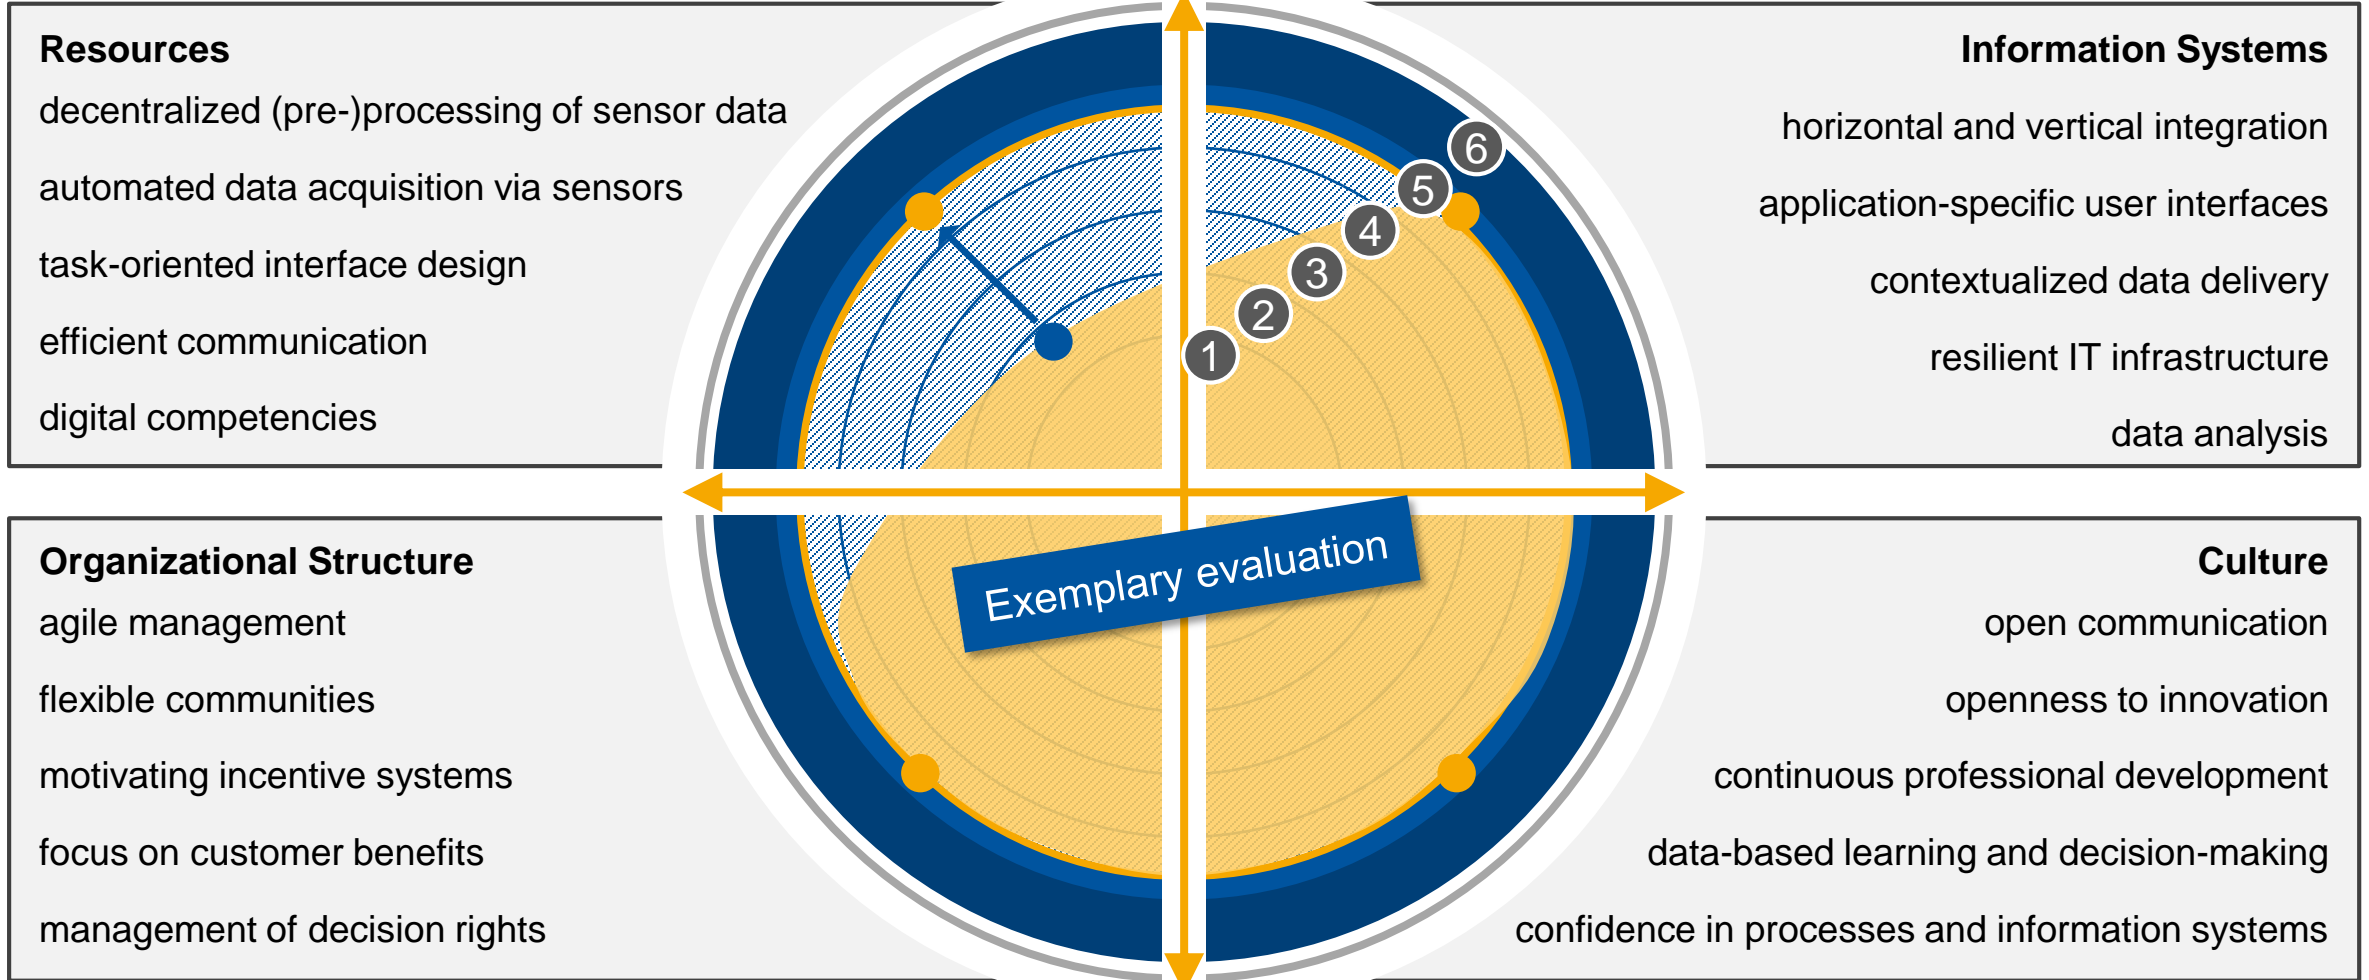 Resources
decentralized (pre-)processing of sensor data
automated data acquisition via sensors
task-oriented interface design
efficient communication
digital competencies
Information Systems
horizontal and vertical integration
application-specific user interfaces
contextualized data delivery
resilient IT infrastructure
data analysis
6
5
4
3
2
1
Exemplary evaluation
Organizational Structure
agile management
flexible communities
motivating incentive systems
focus on customer benefits
management of decision rights
Culture
open communication
openness to innovation
continuous professional development
data-based learning and decision-making
confidence in processes and information systems